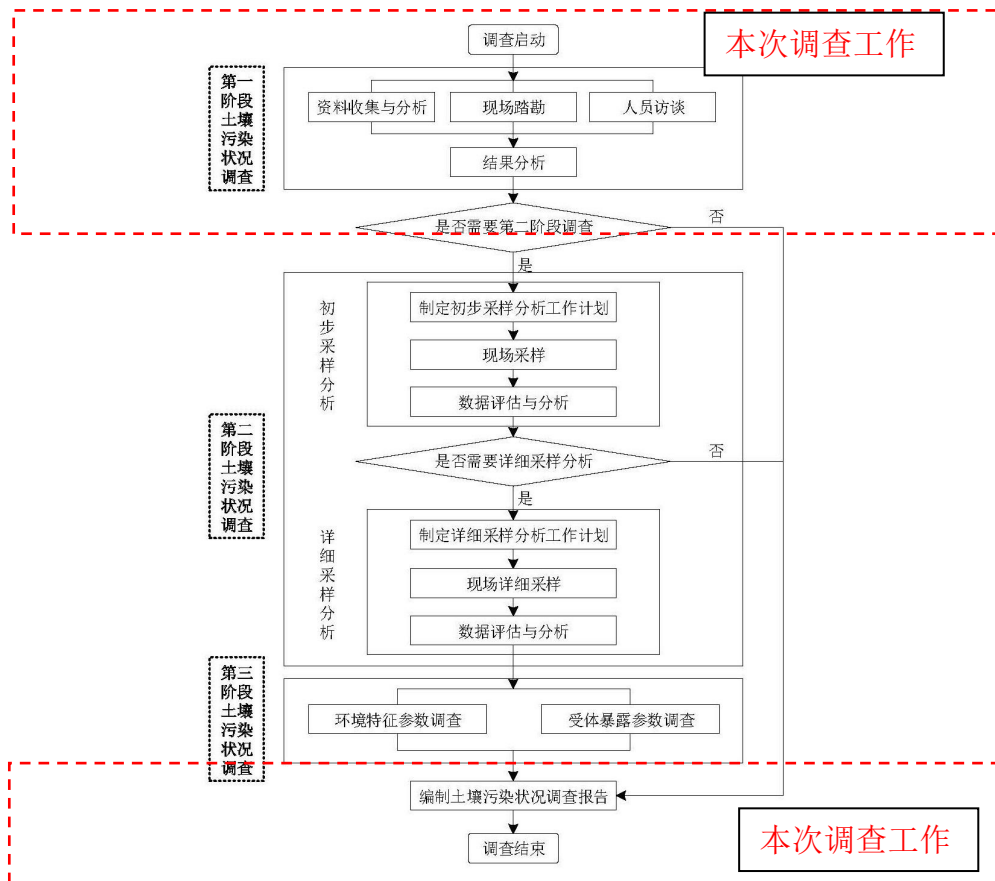 本次调查工作
调查启动
第一
阶段
土壤
污染
状况
调查
资料收集与分析
现场踏勘
人员访谈
结果分析
是否需要第二阶段调查
否
是
初步采样分析
制定初步采样分析工作计划
现场采样
数据评估与分析
第二
阶段
土壤
污染
状况
调查
是否需要详细采样分析
否
是
详细采样分析
制定详细采样分析工作计划
现场详细采样
数据评估与分析
第三
阶段
土壤
污染
状况
调查
环境特征参数调查
受体暴露参数调查
编制土壤污染状况调查报告
调查结束
本次调查工作